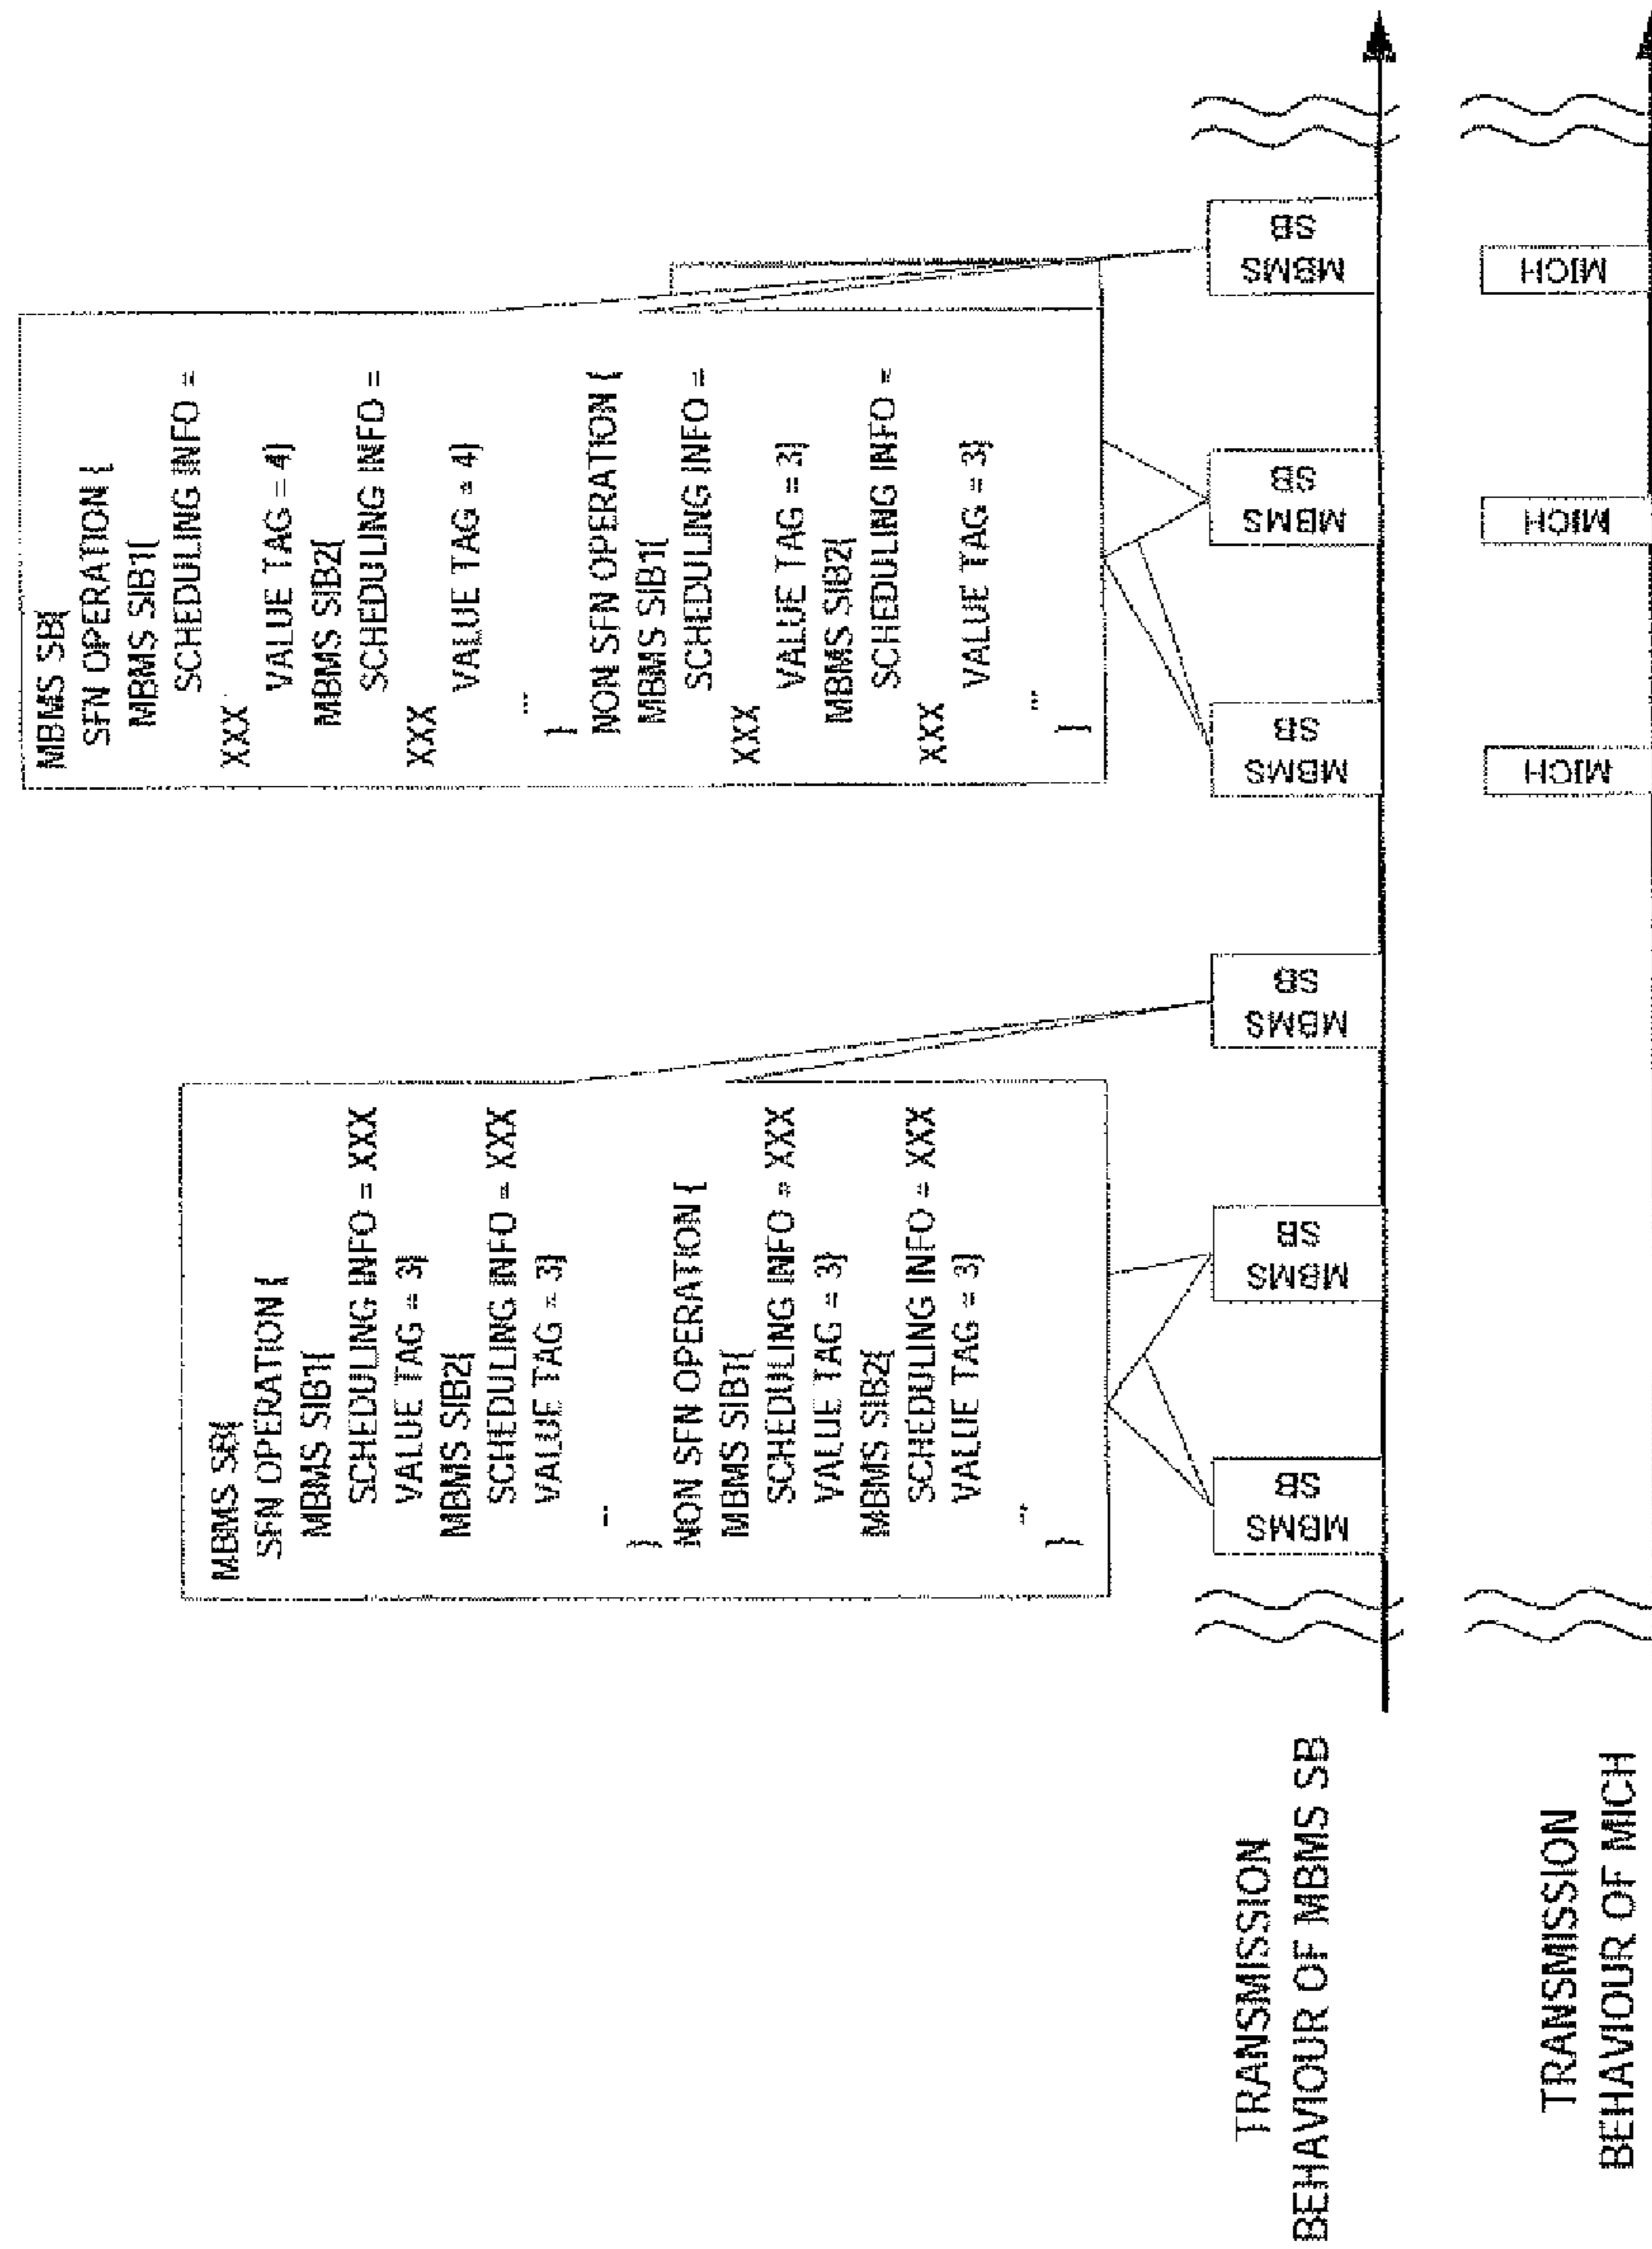 MBMS SB{
SFN OPERATION {
MBMS SIB1{
SCHEDULING INFO = XXX
VALUE TAG = 3}
MBMS SIB2{
SCHEDULING INFO = XXX
VALUE TAG = 3}
...
}
NON SFN OPERATION {
MBMS SIB1{
SCHEDULING INFO = XXX
VALUE TAG = 3}
MBMS SIB2{
SCHEDULING INFO = XXX
VALUE TAG = 3}
...
}
MBMS SB{
SFN OPERATION {
MBMS SIB1{
SCHEDULING INFO =
XXX
VALUE TAG = 4}
MBMS SIB2{
SCHEDULING INFO =
XXX
VALUE TAG = 4}
...
}
NON SFN OPERATION {
MBMS SIB1{
SCHEDULING INFO =
XXX
VALUE TAG = 3}
MBMS SIB2{
SCHEDULING INFO =
XXX
VALUE TAG = 3}
...
}
TRANSMISSION
BEHAVIOUR OF MBMS SB
MBMS
SB
MBMS
SB
MBMS
SB
MBMS
SB
MBMS
SB
MBMS
SB
TRANSMISSION
BEHAVIOUR OF MICH
MICH
MICH
MICH